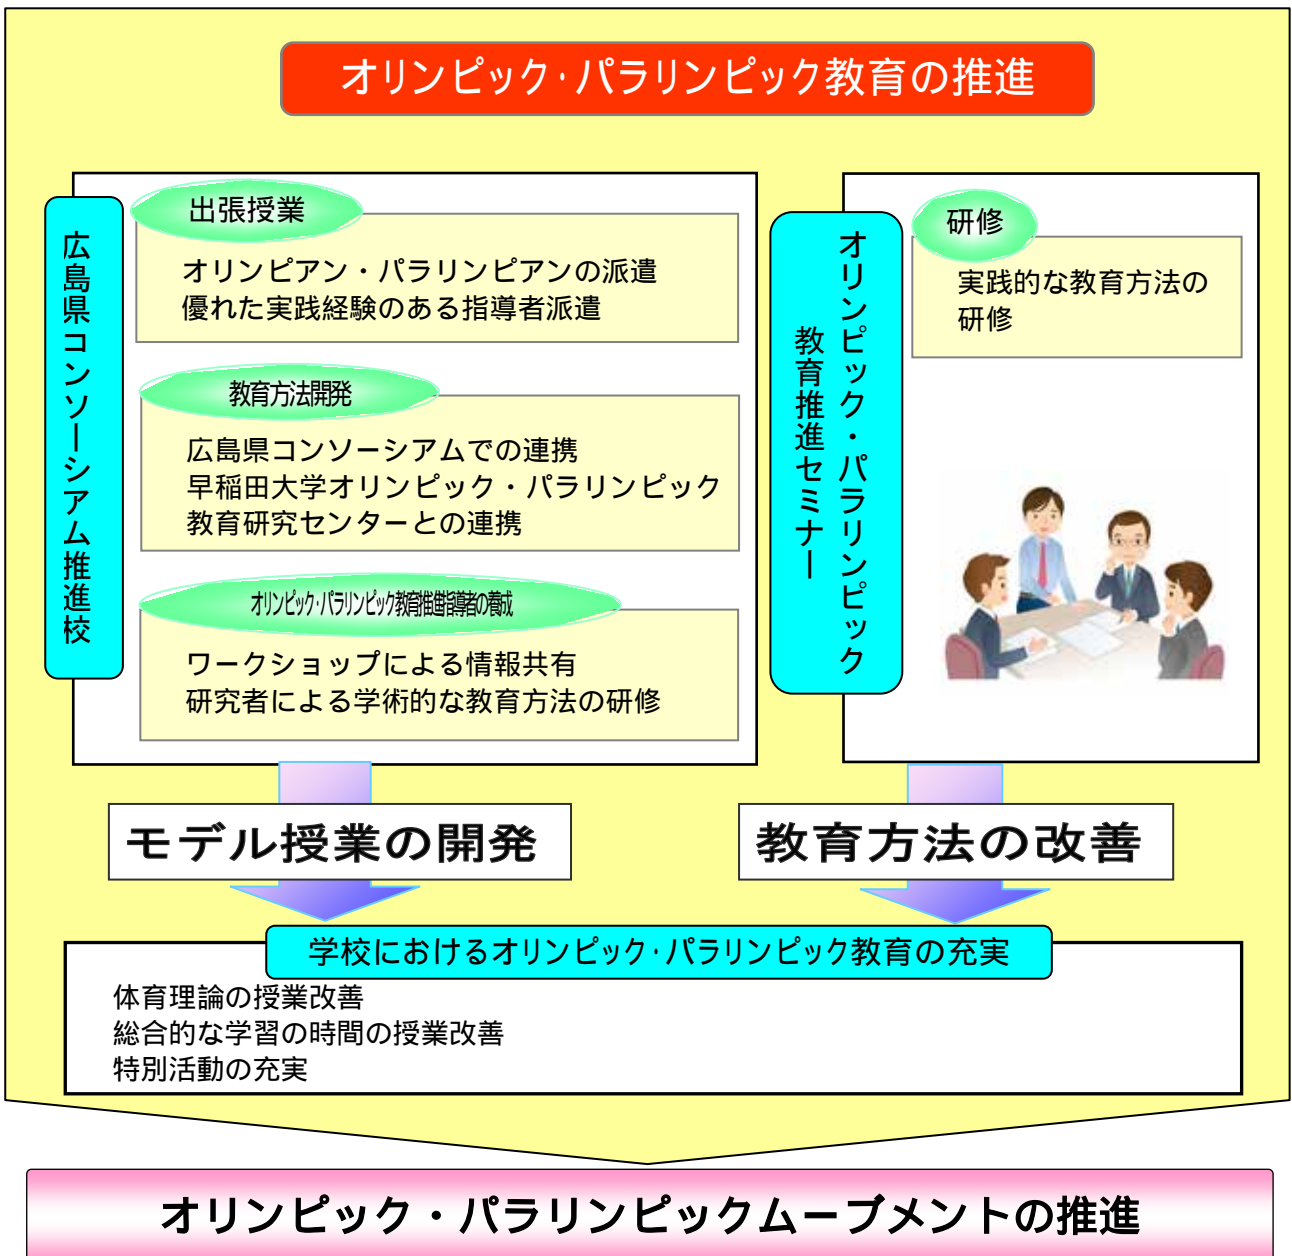 オリンピック・パラリンピック教育の推進
広島県コンソーシアム推進校
出張授業
オリンピアン・パラリンピアンの派遣
優れた実践経験のある指導者派遣
教育方法開発
広島県コンソーシアムでの連携
早稲田大学オリンピック・パラリンピック
教育研究センターとの連携
オリンピック・パラリンピック教育推進指導者の養成
ワークショップによる情報共有
研究者による学術的な教育方法の研修
オリンピック・パラリンピック
教育推進セミナー
研修
実践的な教育方法の
研修
モデル授業の開発
教育方法の改善
学校におけるオリンピック・パラリンピック教育の充実
体育理論の授業改善
総合的な学習の時間の授業改善
特別活動の充実
オリンピック・パラリンピックムーブメントの推進